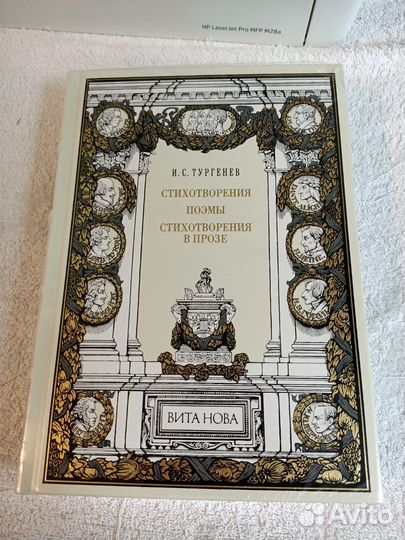 HP LaserJet Pro MFP M28a
И. С. ТУРГЕНЕВ
СТИХОТВОРЕНИЯ
ПОЭМЫ
СТИХОТВОРЕНИЯ
В ПРОЗЕ
ВИТА НОВА
Avito